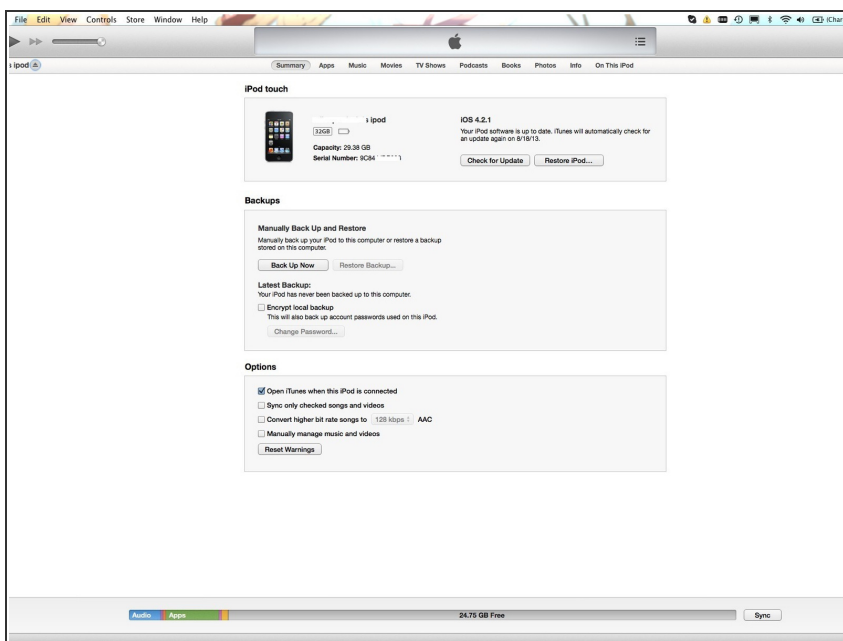 File Edit View Controls Store Window Help
ipod
Summary Apps Music Movies TV Shows Podcasts Books Photos Info On This iPod
iPod touch
ipod
32GB
Capacity: 29.38 GB
Serial Number: 9C84
iOS 4.2.1
Your iPod software is up to date. iTunes will automatically check for
an update again on 8/18/13.
Check for Update Restore iPod...
Backups
Manually Back Up and Restore
Manually back up your iPod to this computer or restore a backup
stored on this computer.
Back Up Now Restore Backup...
Latest Backup:
Your iPod has never been backed up to this computer.
Encrypt local backup
This will also back up account passwords used on this iPod.
Change Password...
Options
Open iTunes when this iPod is connected
Sync only checked songs and videos
Convert higher bit rate songs to 128 kbps AAC
Manually manage music and videos
Reset Warnings
Audio Apps 24.75 GB Free Sync